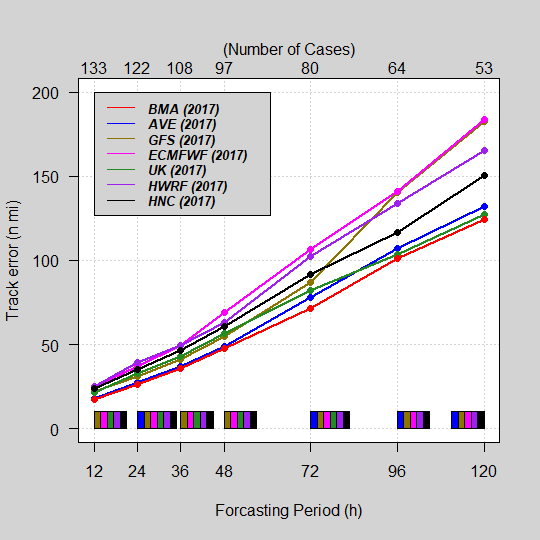 (Number of Cases)
133 122 108 97 80 64 53
200
150
100
50
0
Track error (n mi)
BMA (2017)
AVE (2017)
GFS (2017)
ECMFWF (2017)
UK (2017)
HWRF (2017)
HNC (2017)
12 24 36 48 72 96 120
Forcasting Period (h)